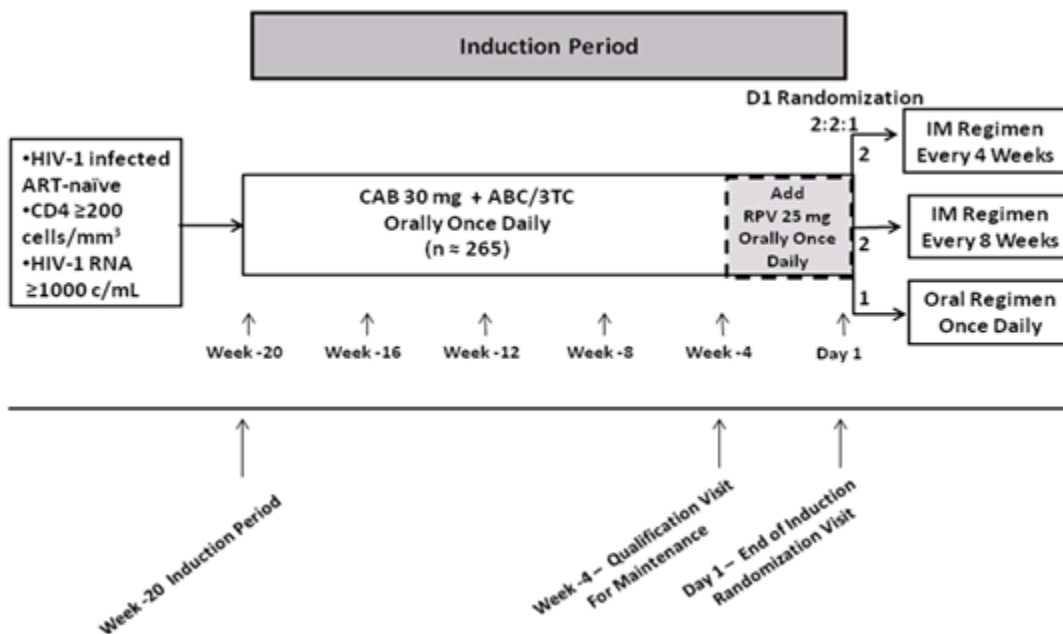 Induction Period
D1 Randomization
2:2:1
•HIV-1 infected
ART-naïve
•CD4 ≥200
cells/mm³
•HIV-1 RNA
≥1000 c/mL
CAB 30 mg + ABC/3TC
Orally Once Daily
(n ≈ 265)
Add
RPV 25 mg
Orally Once
Daily
2
IM Regimen
Every 4 Weeks
2
IM Regimen
Every 8 Weeks
1
Oral Regimen
Once Daily
Week -20
Week -16
Week -12
Week -8
Week -4
Day 1
Week -20 Induction Period
Week -4 – Qualification Visit
For Maintenance
Day 1 – End of Induction
Randomization Visit